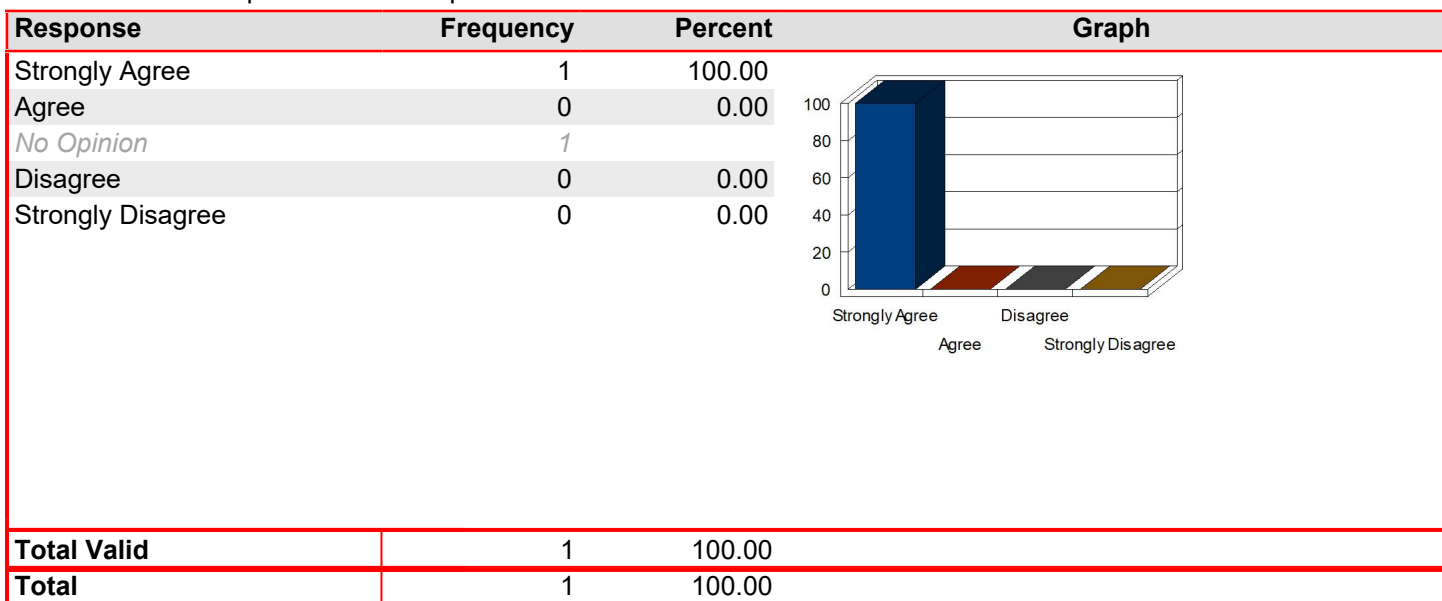 Response Frequency Percent Graph
Strongly Agree 1 100.00
Agree 0 0.00
No Opinion 1
Disagree 0 0.00
Strongly Disagree 0 0.00
100
80
60
40
20
0
Strongly Agree Disagree
Agree Strongly Disagree
Total Valid 1 100.00
Total 1 100.00